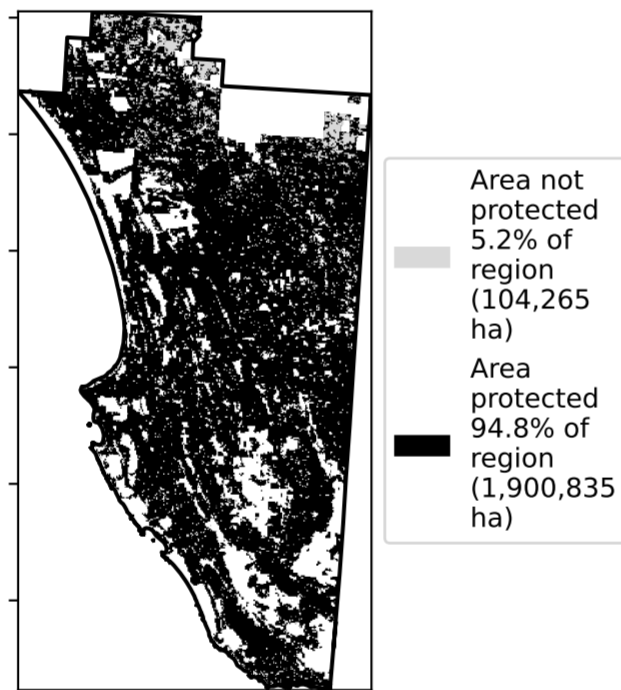 Area not
protected
5.2% of
region
(104,265
ha)
Area
protected
94.8% of
region
(1,900,835
ha)